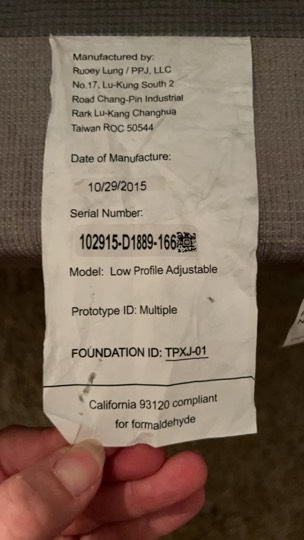 Manufactured by:
Ruoey Lung / PPJ, LLC
No.17, Lu-Kung South 2
Road Chang-Pin Industrial
Rark Lu-Kang Changhua
Taiwan ROC 50544
Date of Manufacture:
10/29/2015
Serial Number:
102915-D1889-166
Model: Low Profile Adjustable
Prototype ID: Multiple
FOUNDATION ID: TPXJ-01
California 93120 compliant
for formaldehyde